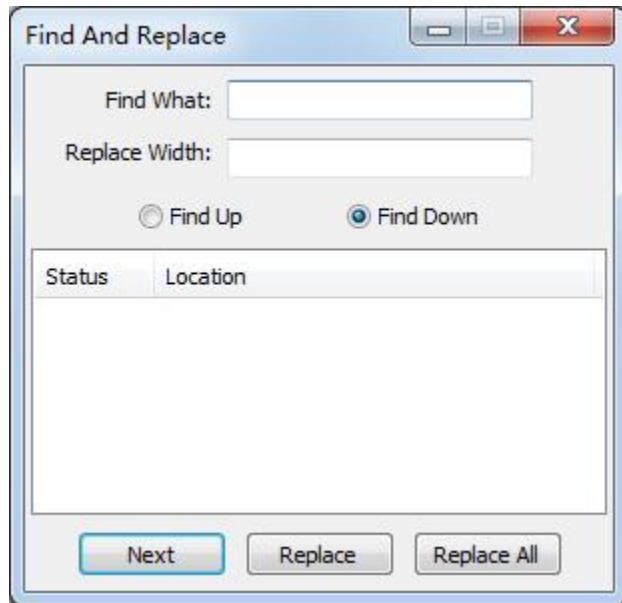 Find And Replace
Find What:
Replace Width:
Find Up Find Down
Status Location
Next Replace Replace All